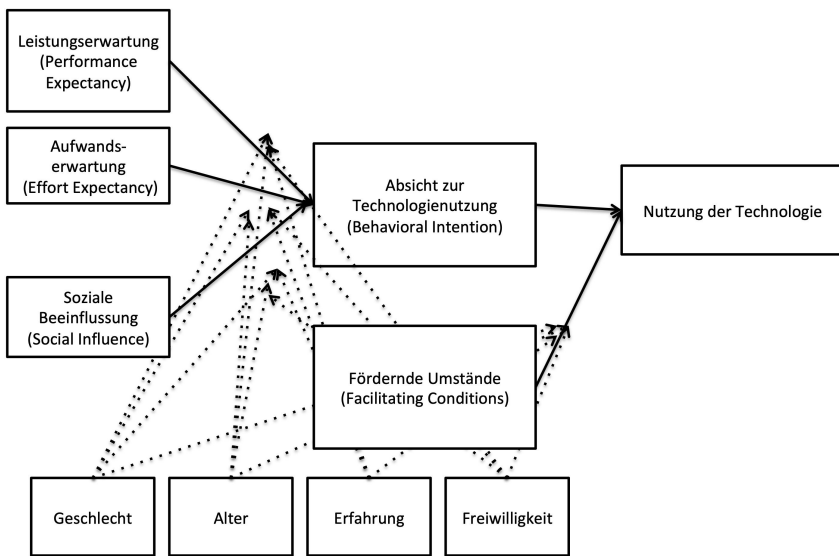 Leistungserwartung
(Performance
Expectancy)
Aufwands-
erwartung
(Effort Expectancy)
Soziale
Beeinflussung
(Social Influence)
Absicht zur
Technologienutzung
(Behavioral Intention)
Nutzung der Technologie
Fördernde Umstände
(Facilitating Conditions)
Geschlecht
Alter
Erfahrung
Freiwilligkeit